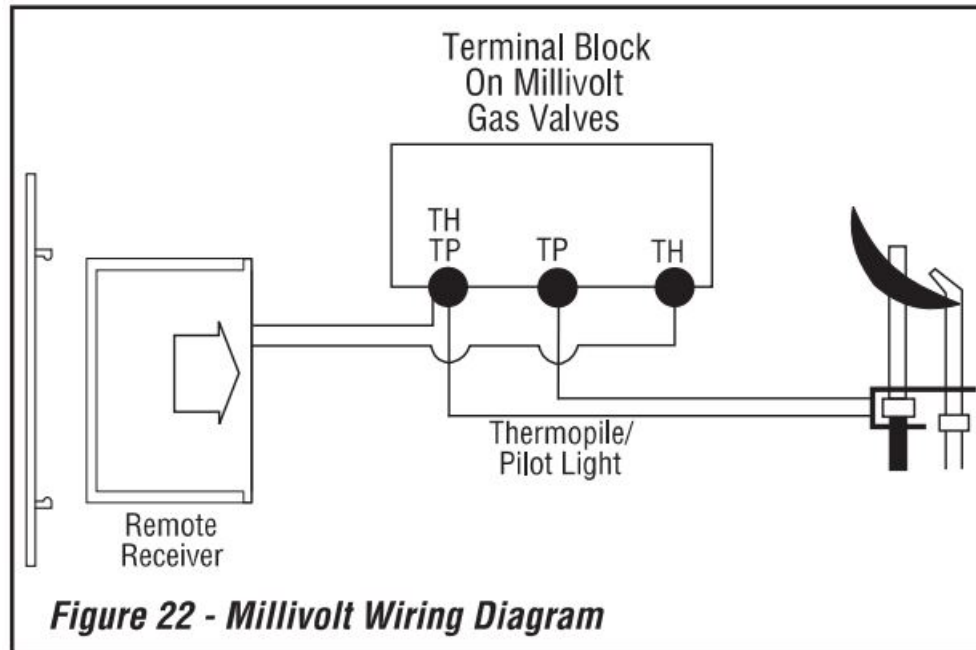 Terminal Block
On Millivolt
Gas Valves
TH
TP
TP
TH
Thermopile/
Pilot Light
Remote
Receiver
Figure 22 - Millivolt Wiring Diagram